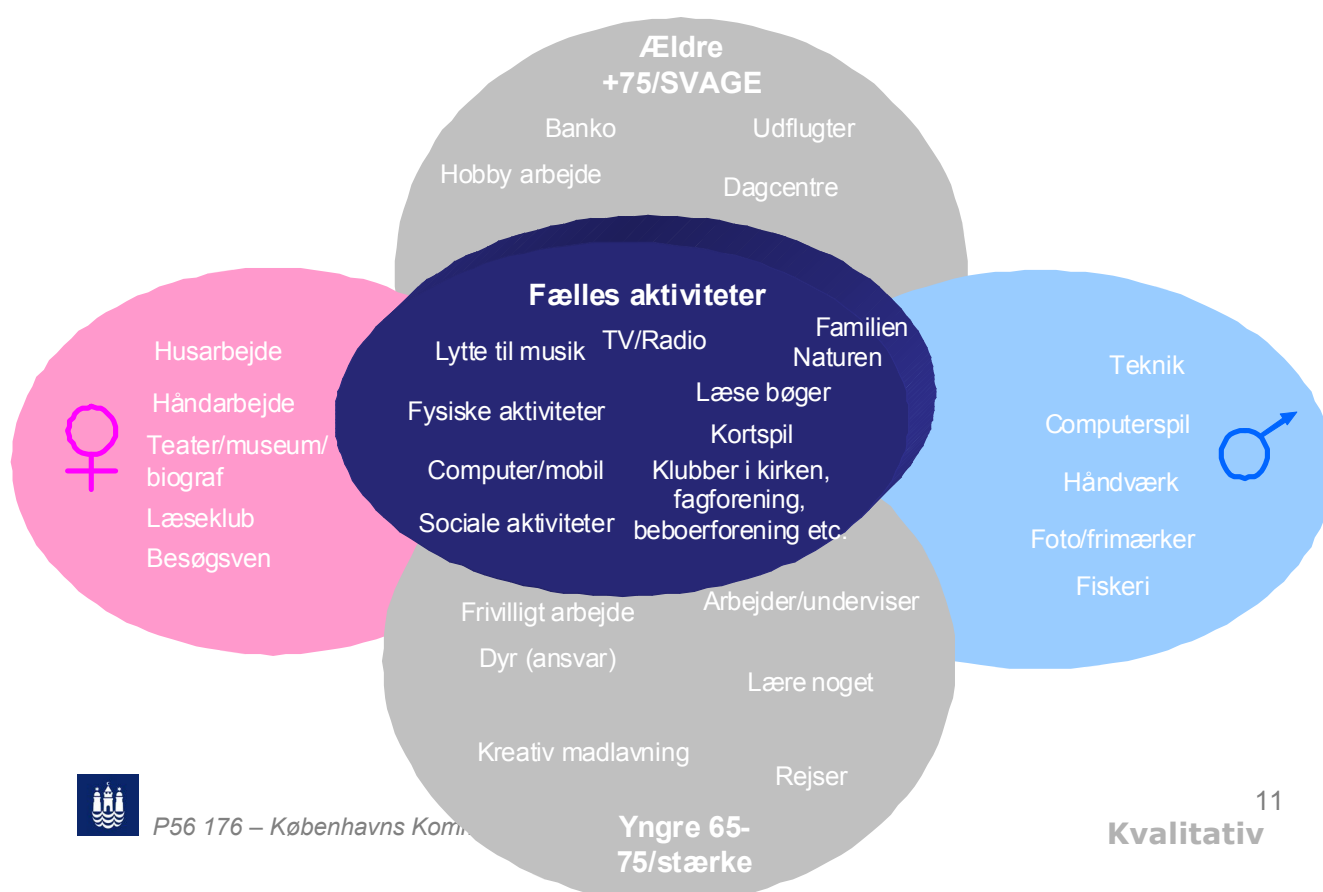 Ældre
+75/SVAGE
Banko
Udflugter
Hobby arbejde
Dagcentre
Fælles aktiviteter
Lytte til musik
TV/Radio
Familien
Naturen
Læse bøger
Fysiske aktiviteter
Kortspil
Computer/mobil
Klubber i kirken,
fagforening,
beboerforening etc.
Sociale aktiviteter
Husarbejde
Håndarbejde
Teater/museum/
biograf
Læseklub
Besøgsven
Teknik
Computerspil
Håndværk
Foto/frimærker
Fiskeri
Frivilligt arbejde
Arbejder/underviser
Dyr (ansvar)
Lære noget
Kreativ madlavning
Rejser
Yngre 65-
75/stærke
P56 176 – Københavns
11
Kvalitativ